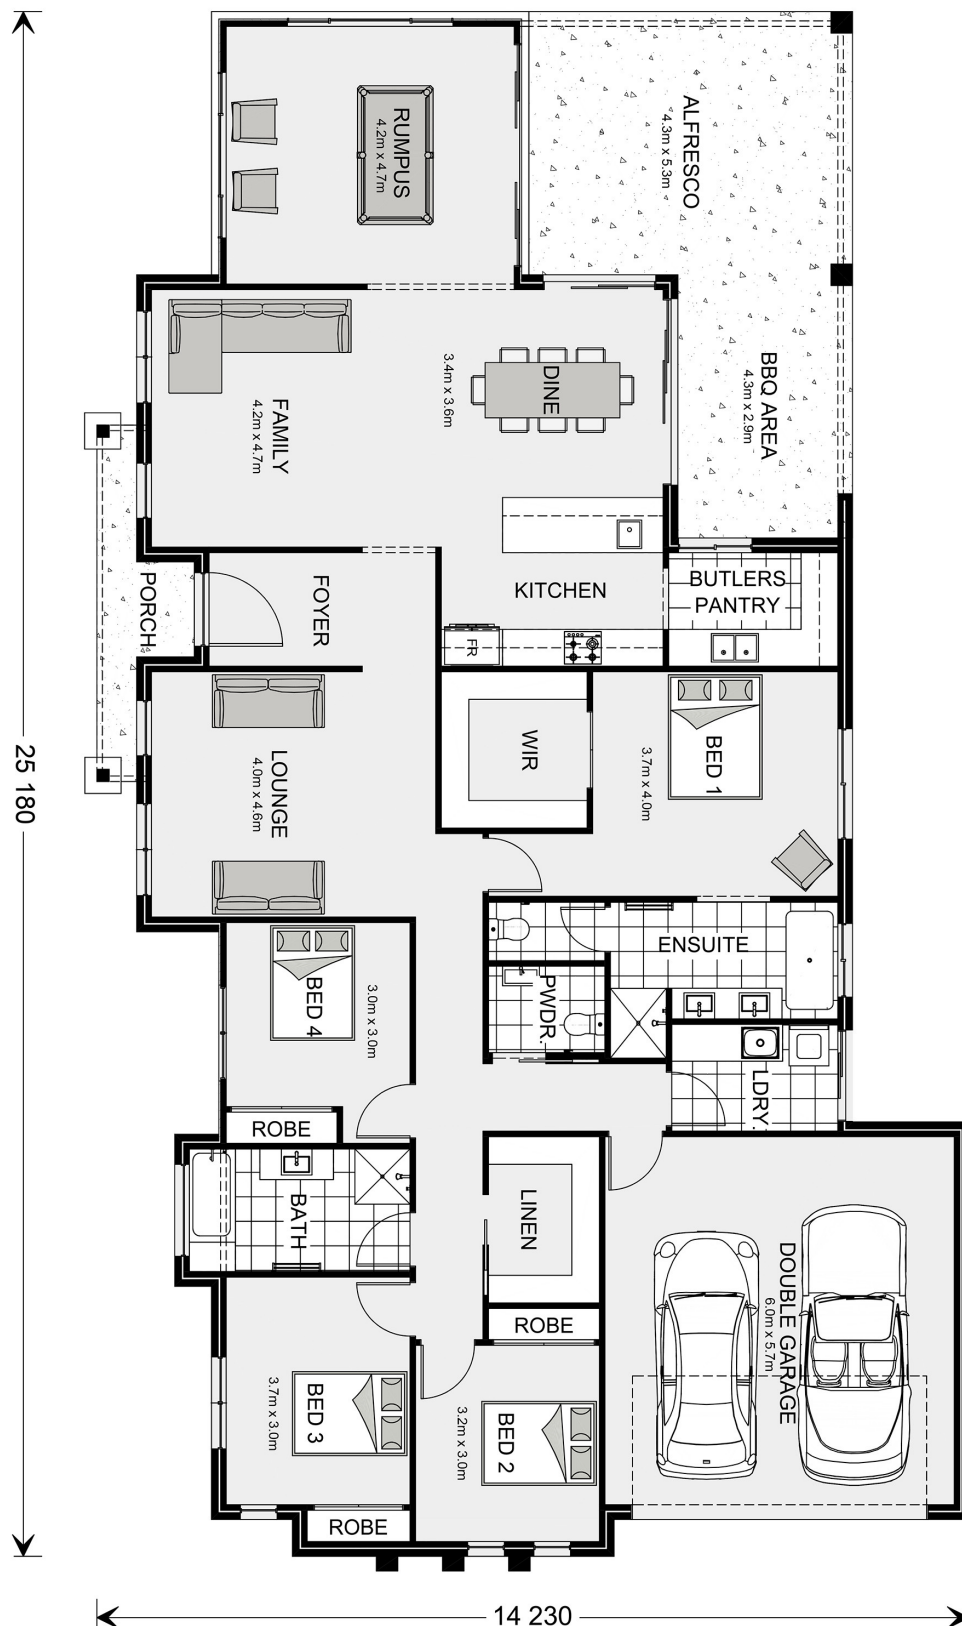 RUMPUS
4.2m x 4.7m
ALFRESCO
4.3m x 5.3m
BBQ AREA
4.3m x 2.9m
DINE
3.4m x 3.6m
FAMILY
4.2m x 4.7m
PORCH
FOYER
KITCHEN
FR
BUTLERS
PANTRY
25 180
LOUNGE
4.0m x 4.6m
WIR
BED 1
3.7m x 4.0m
ENSUITE
PWDR.
BED 4
3.0m x 3.0m
ROBE
LDRY.
BATH
LINEN
ROBE
DOUBLE GARAGE
6.0m x 5.7m
BED 3
3.7m x 3.0m
BED 2
3.2m x 3.0m
ROBE
14 230